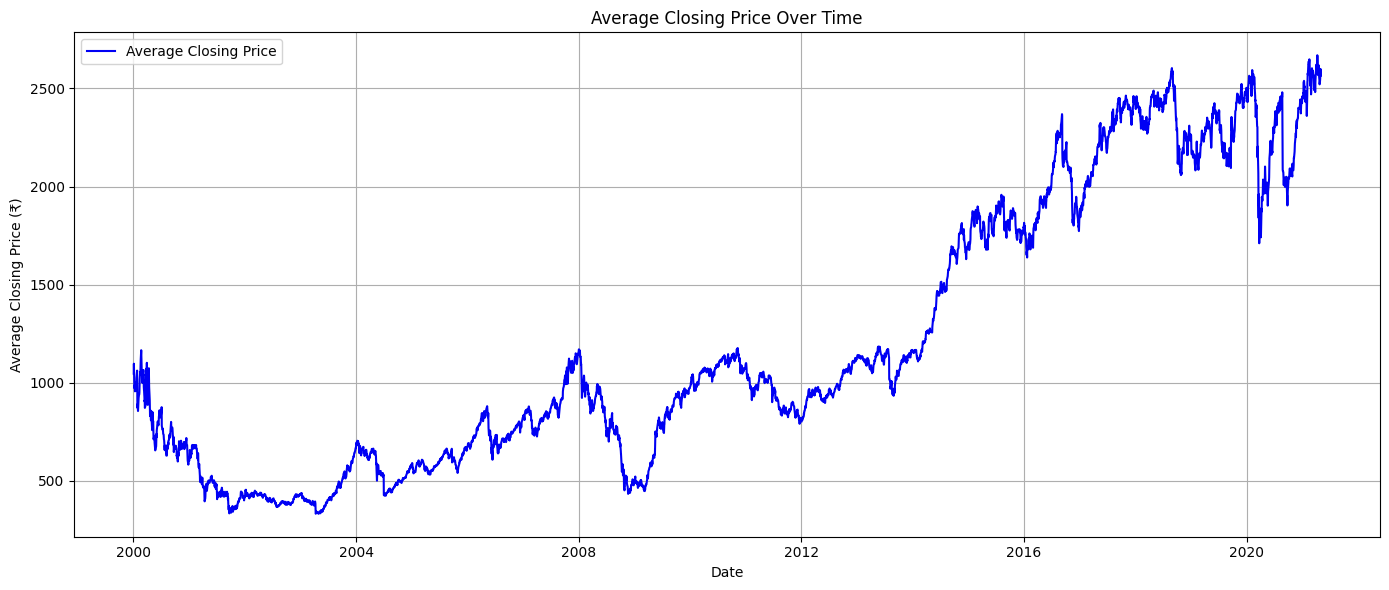 Average Closing Price Over Time
Average Closing Price
Average Closing Price (₹)
2500
2000
1500
1000
500
2000 2004 2008 2012 2016 2020
Date